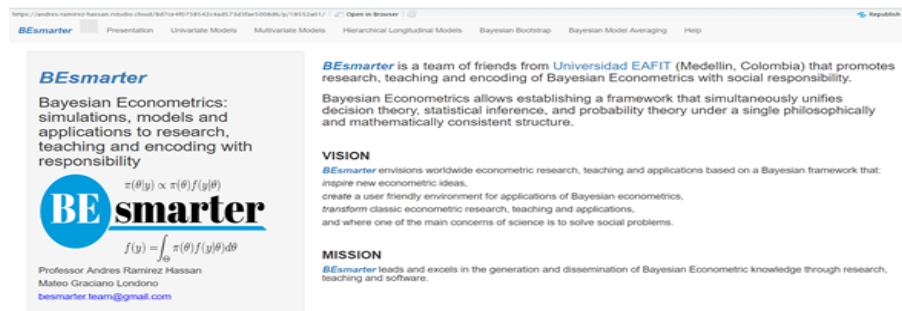 Open in Browser
Republish
BEsmarter Presentation Univariate Models Multivariate Models Hierarchical Longitudinal Models Bayesian Bootstrap Bayesian Model Averaging Help
BEsmarter
Bayesian Econometrics:
simulations, models and
applications to research,
teaching and encoding with
responsibility
π(θ|y) ∝ π(θ)f(y|θ)
BE smarter
f(y) = ∫Θ π(θ)f(y|θ)dθ
Professor Andres Ramirez Hassan
Mateo Graciano Londono
besmarter.team@gmail.com
BEsmarter is a team of friends from Universidad EAFIT (Medellin, Colombia) that promotes
research, teaching and encoding of Bayesian Econometrics with social responsibility.
Bayesian Econometrics allows establishing a framework that simultaneously unifies
decision theory, statistical inference, and probability theory under a single philosophically
and mathematically consistent structure.
VISION
BEsmarter envisions worldwide econometric research, teaching and applications based on a Bayesian framework that:
inspire new econometric ideas,
create a user friendly environment for applications of Bayesian econometrics,
transform classic econometric research, teaching and applications,
and where one of the main concerns of science is to solve social problems.
MISSION
BEsmarter leads and excels in the generation and dissemination of Bayesian Econometric knowledge through research,
teaching and software.